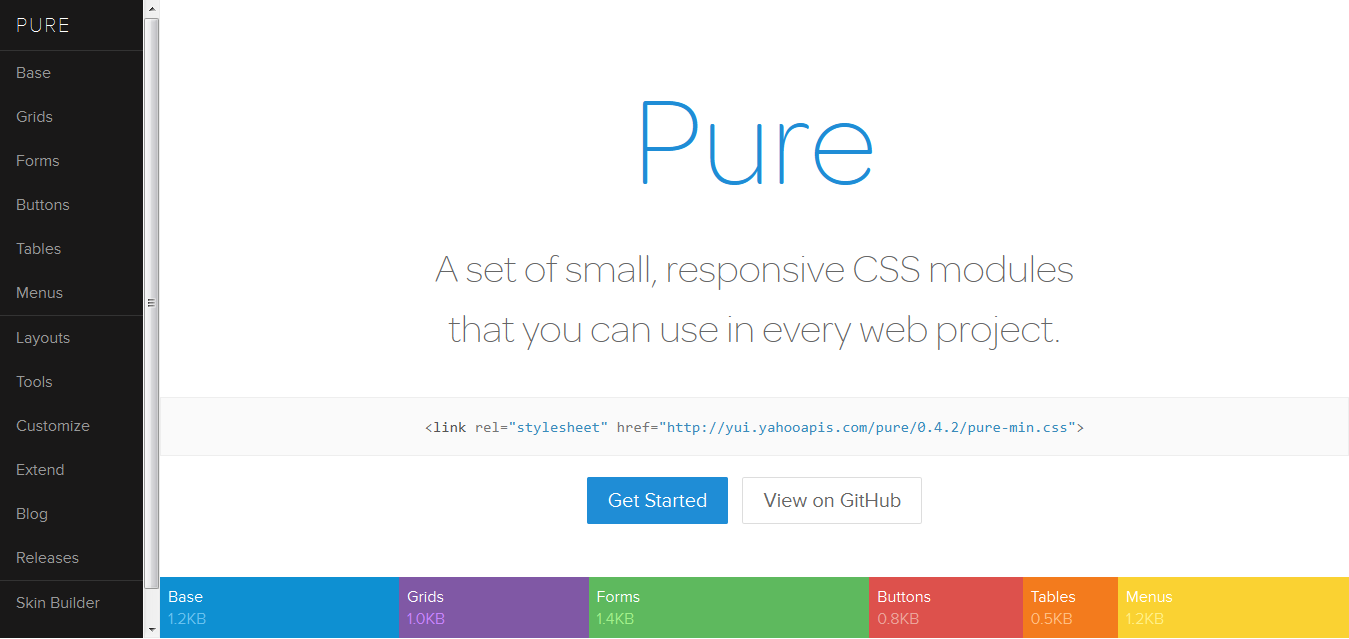 PURE
Base
Grids
Forms
Buttons
Tables
Menus
Layouts
Tools
Customize
Extend
Blog
Releases
Skin Builder
Pure
A set of small, responsive CSS modules
that you can use in every web project.
<link rel="stylesheet" href="http://yui.yahooapis.com/pure/0.4.2/pure-min.css">
Get Started
View on GitHub
Base
1.2KB
Grids
1.0KB
Forms
1.4KB
Buttons
0.8KB
Tables
0.5KB
Menus
1.2KB